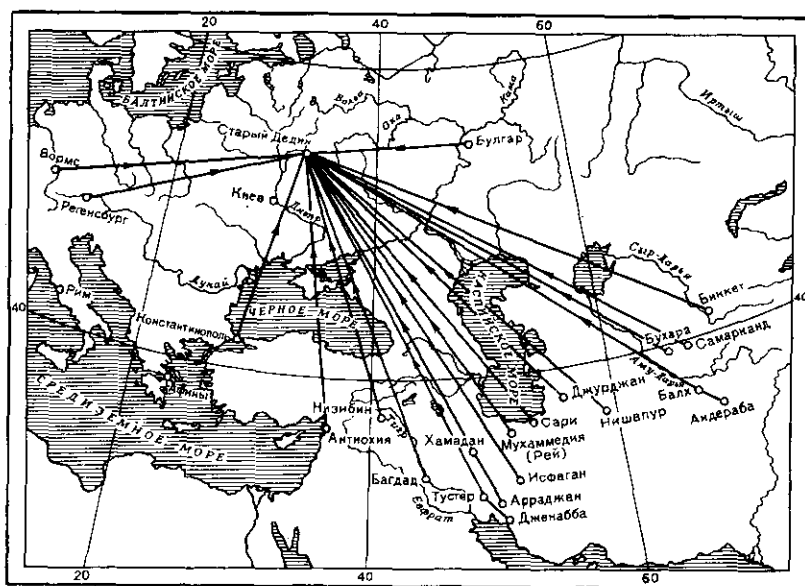 20
40
60
БАЛТИЙСКОЕ МОРЕ
Волга
Ока
Кама
Иртыш
Старый Дедин
Булгар
Вормс
Регенсбург
Киев
Днепр
Дунай
Сыр-Дарья
Бинкет
40
40
Рим
Константинополь
ЧЕРНОЕ МОРЕ
КАСПИЙСКОЕ МОРЕ
Бухара
Самарканд
Аму-Дарья
Балх
Андераба
Афины
СРЕДИЗЕМНОЕ МОРЕ
Низибин
Тигр
Антиохия
Хамадан
Джурджан
Нишапур
Сари
Мухаммедия
(Рей)
Багдад
Исфаган
Тустер
Евфрат
Арраджан
Дженабба
20
40
60